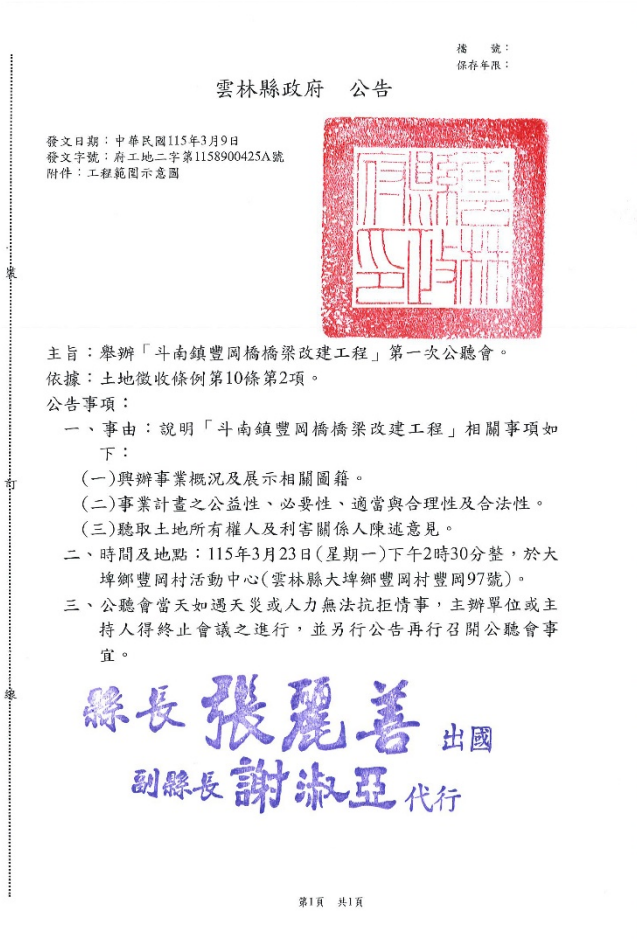 檔　　號：
保存年限：
雲林縣政府　公告
發文日期：中華民國115年3月9日
發文字號：府工地二字第1158900425A號
附件：工程範圍示意圖
雲林縣政府印
主旨：舉辦「斗南鎮豐岡橋橋梁改建工程」第一次公聽會。
依據：土地徵收條例第10條第2項。
公告事項：
一、事由：說明「斗南鎮豐岡橋橋梁改建工程」相關事項如
下：
(一)興辦事業概況及展示相關圖籍。
(二)事業計畫之公益性、必要性、適當與合理性及合法性。
(三)聽取土地所有權人及利害關係人陳述意見。
二、時間及地點：115年3月23日(星期一)下午2時30分整，於大
埤鄉豐岡村活動中心(雲林縣大埤鄉豐岡村豐岡97號)。
三、公聽會當天如遇天災或人力無法抗拒情事，主辦單位或主
持人得終止會議之進行，並另行公告再行召開公聽會事
宜。
縣長 張麗善 出國
副縣長 謝淑亞 代行
裝
訂
線
第1頁　共1頁